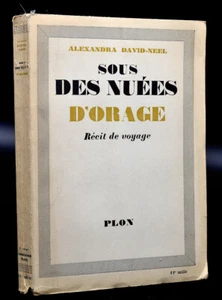 ALEXANDRA DAVID-NEEL
SOUS
DES NUÉES
D'ORAGE
Récit de voyage
PLON